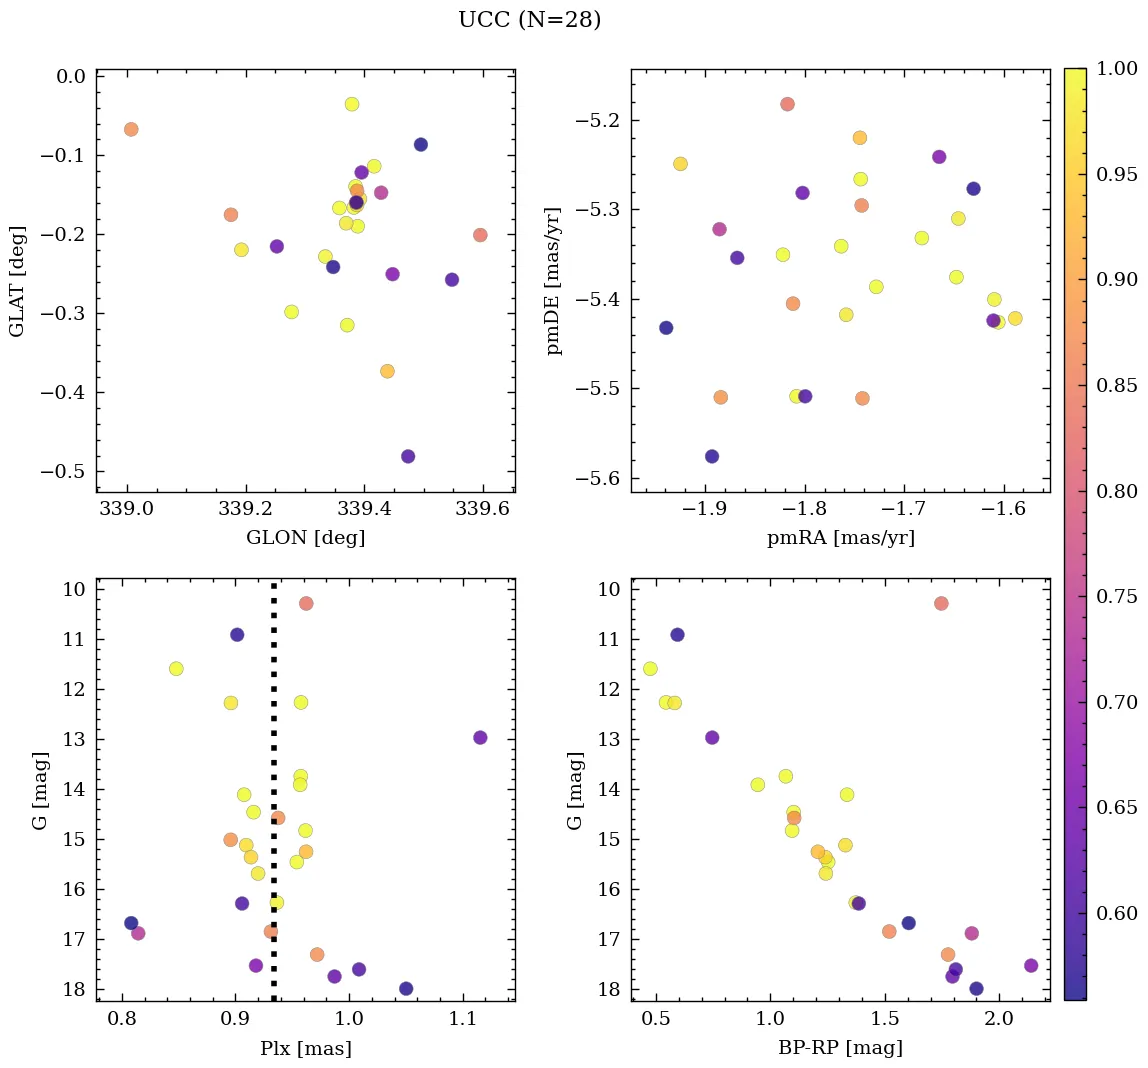 UCC (N=28)
0.0
−0.1
−0.2
−0.3
−0.4
−0.5
GLAT [deg]
339.0 339.2 339.4 339.6
GLON [deg]
−5.2
−5.3
−5.4
−5.5
−5.6
pmDE [mas/yr]
−1.9 −1.8 −1.7 −1.6
pmRA [mas/yr]
10
11
12
13
14
15
16
17
18
G [mag]
0.8 0.9 1.0 1.1
Plx [mas]
10
11
12
13
14
15
16
17
18
G [mag]
0.5 1.0 1.5 2.0
BP-RP [mag]
1.00
0.95
0.90
0.85
0.80
0.75
0.70
0.65
0.60